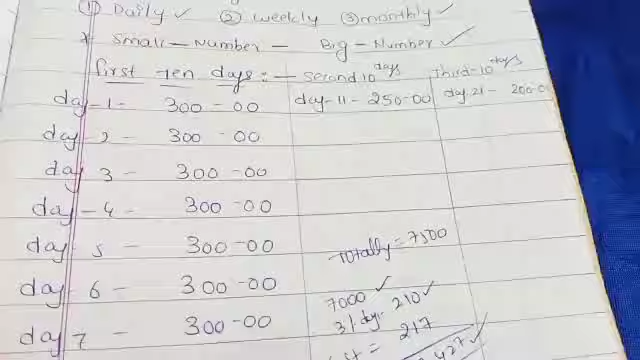 ① Daily ✓ ② weekly ③ monthly ✓
* Small - Number - Big - Number ✓
first ten days :- Second 10 days Third - 10 days
day - 1 - 300-00 day - 11 - 250-00 day 21 - 200-00
day 2 300-00
day 3 - 300-00
day - 4 - 300-00
day - 5 - 300-00
Totally = 7500
day 6 - 300-00
7000 ✓
day 7 - 300-00
3/day - 210 ✓
217
427 ✓